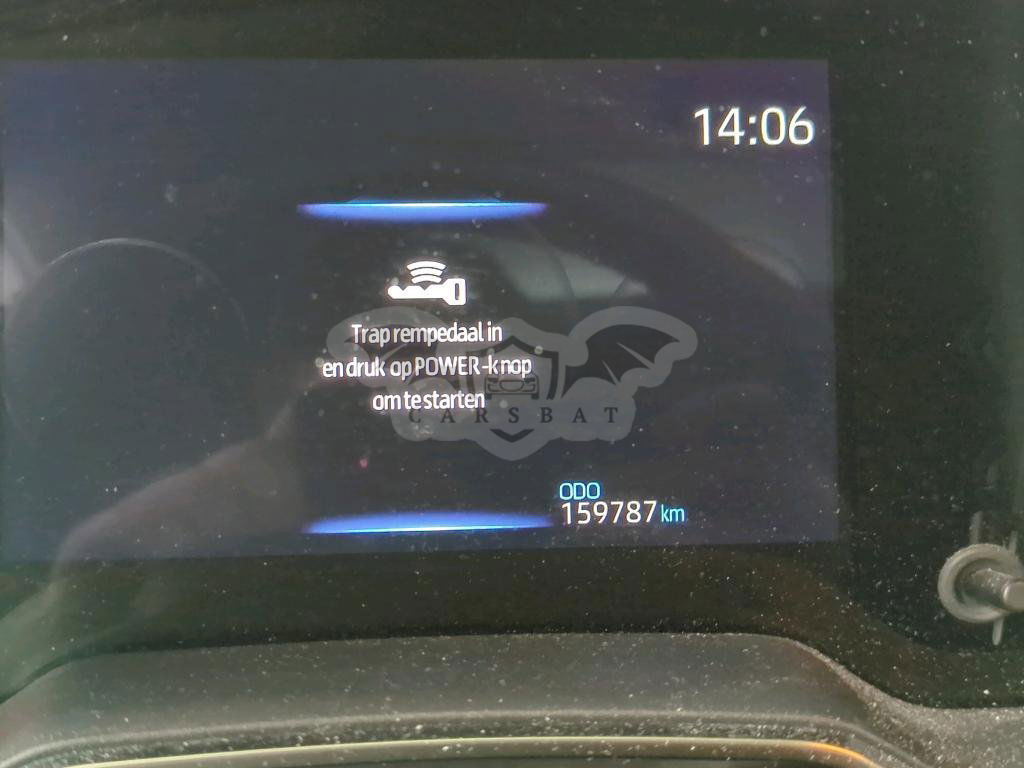 14:06
Trap rempedaal in
en druk op POWER-knop
om te starten
CARSBAT
ODO
159787 km